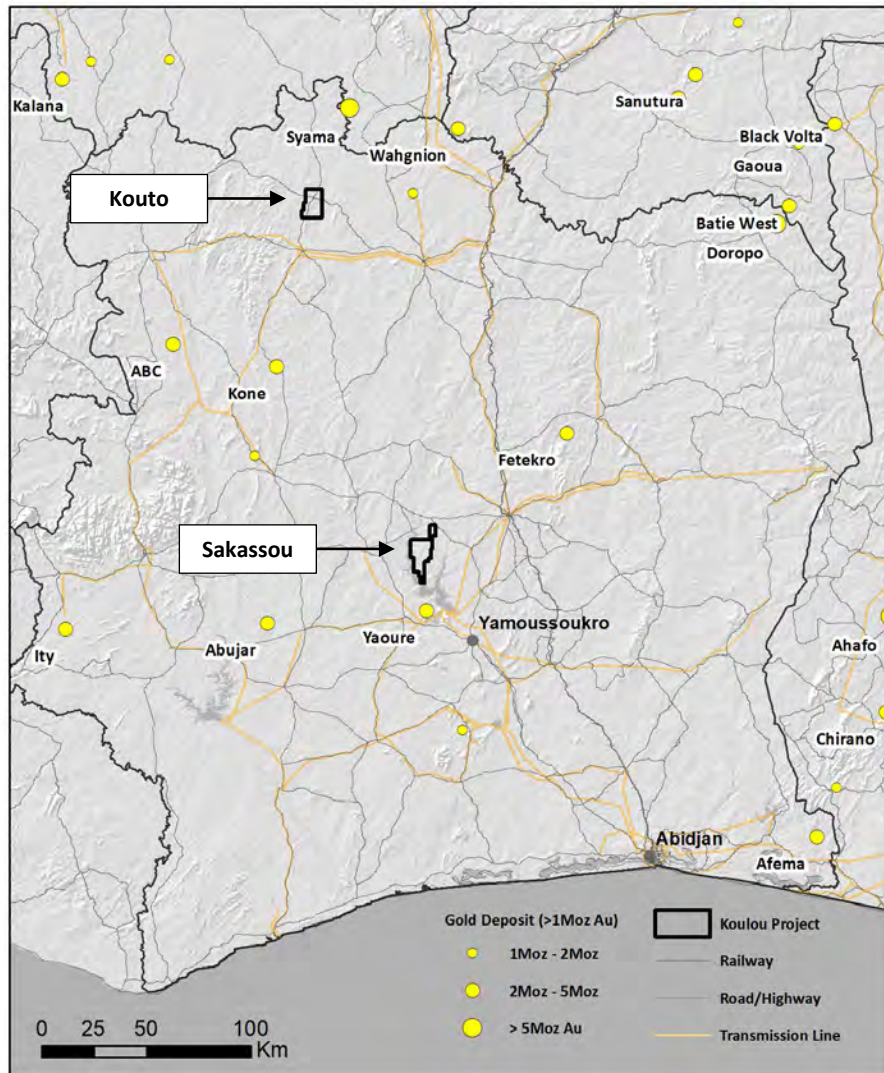 Kalana
Syama
Sanutura
Wahgnion
Black Volta
Gaoua
Kouto
Batie West
Doropo
ABC
Kone
Fetekro
Sakassou
Yaoure
Yamoussoukro
Ity
Abujar
Ahafo
Chirano
Abidjan
Afema
Gold Deposit (>1Moz Au)
1Moz - 2Moz
2Moz - 5Moz
> 5Moz Au
Koulou Project
Railway
Road/Highway
Transmission Line
0 25 50 100
Km